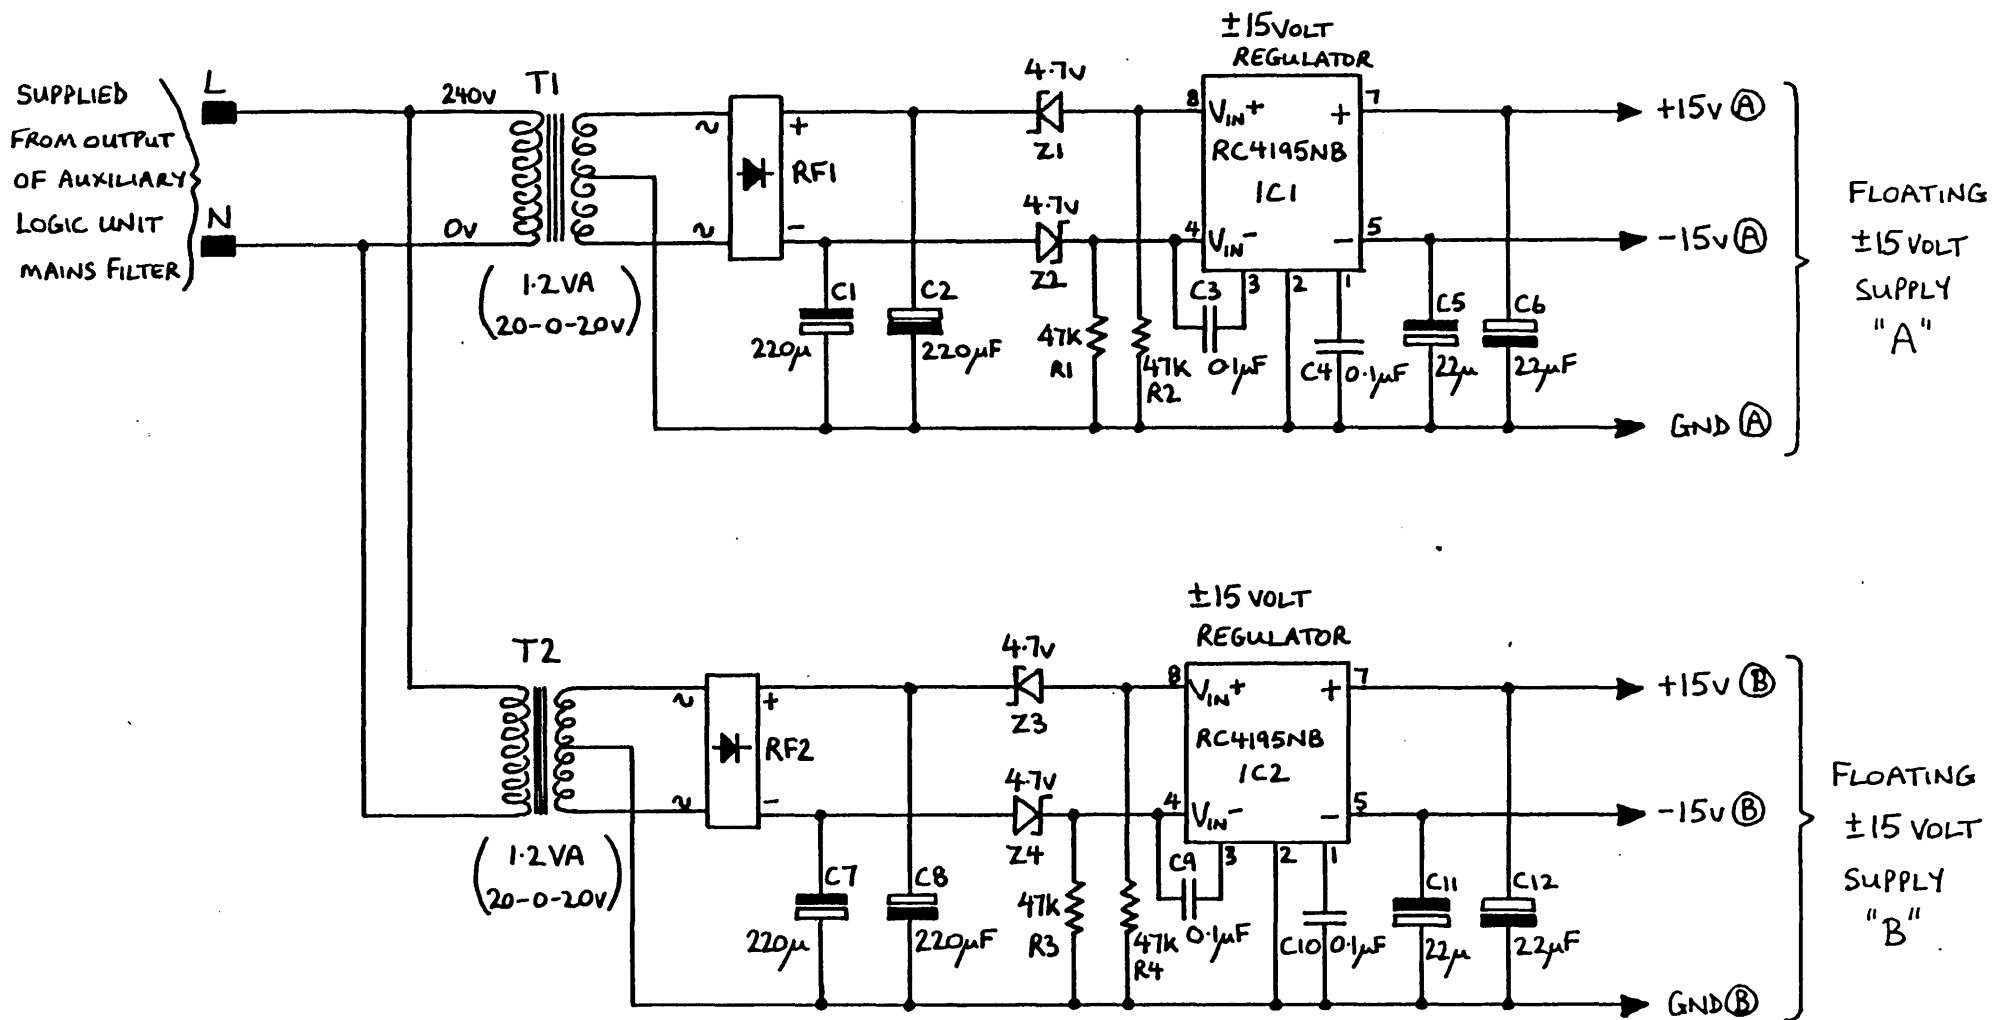 SUPPLIED
FROM OUTPUT
OF AUXILIARY
LOGIC UNIT
MAINS FILTER
L
N
240v
0v
T1
(1.2VA
20-0-20v)
~
~
+
-
RF1
C1
220µ
C2
220µF
4.7v
Z1
4.7v
Z2
47K
R1
47K
R2
±15 VOLT
REGULATOR
8
VIN+
+
7
RC4195NB
IC1
4
VIN-
-
5
3
2
1
C3
0.1µF
C4
0.1µF
C5
22µ
C6
22µF
+15v Ⓐ
-15v Ⓐ
GND Ⓐ
FLOATING
±15 VOLT
SUPPLY
"A"
T2
(1.2VA
20-0-20v)
~
~
+
-
RF2
C7
220µ
C8
220µF
4.7v
Z3
4.7v
Z4
47K
R3
47K
R4
±15 VOLT
REGULATOR
8
VIN+
+
7
RC4195NB
IC2
4
VIN-
-
5
3
2
1
C9
0.1µF
C10
0.1µF
C11
22µ
C12
22µF
+15v Ⓑ
-15v Ⓑ
GND Ⓑ
FLOATING
±15 VOLT
SUPPLY
"B"